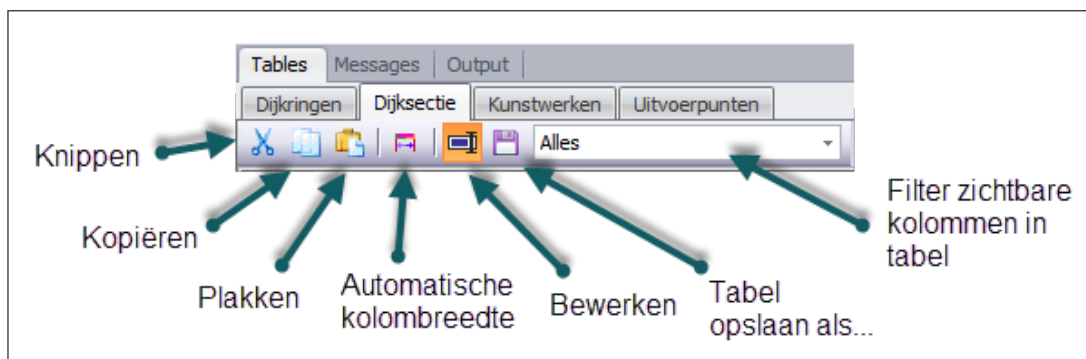 Tables Messages Output
Dijkringen Dijksectie Kunstwerken Uitvoerpunten
Alles
Knippen
Kopiëren
Plakken
Automatische
kolombreedte
Bewerken
Tabel
opslaan als...
Filter zichtbare
kolommen in
tabel